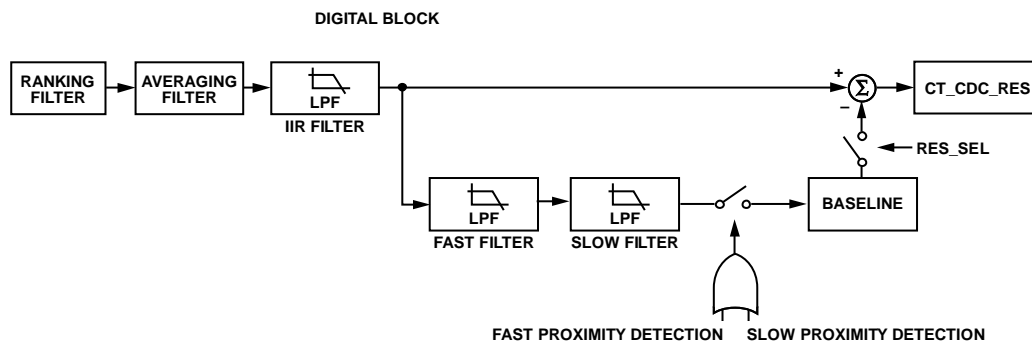 DIGITAL BLOCK
RANKING
FILTER
AVERAGING
FILTER
LPF
IIR FILTER
+
Σ
−
CT_CDC_RES
RES_SEL
LPF
FAST FILTER
LPF
SLOW FILTER
BASELINE
FAST PROXIMITY DETECTION
SLOW PROXIMITY DETECTION